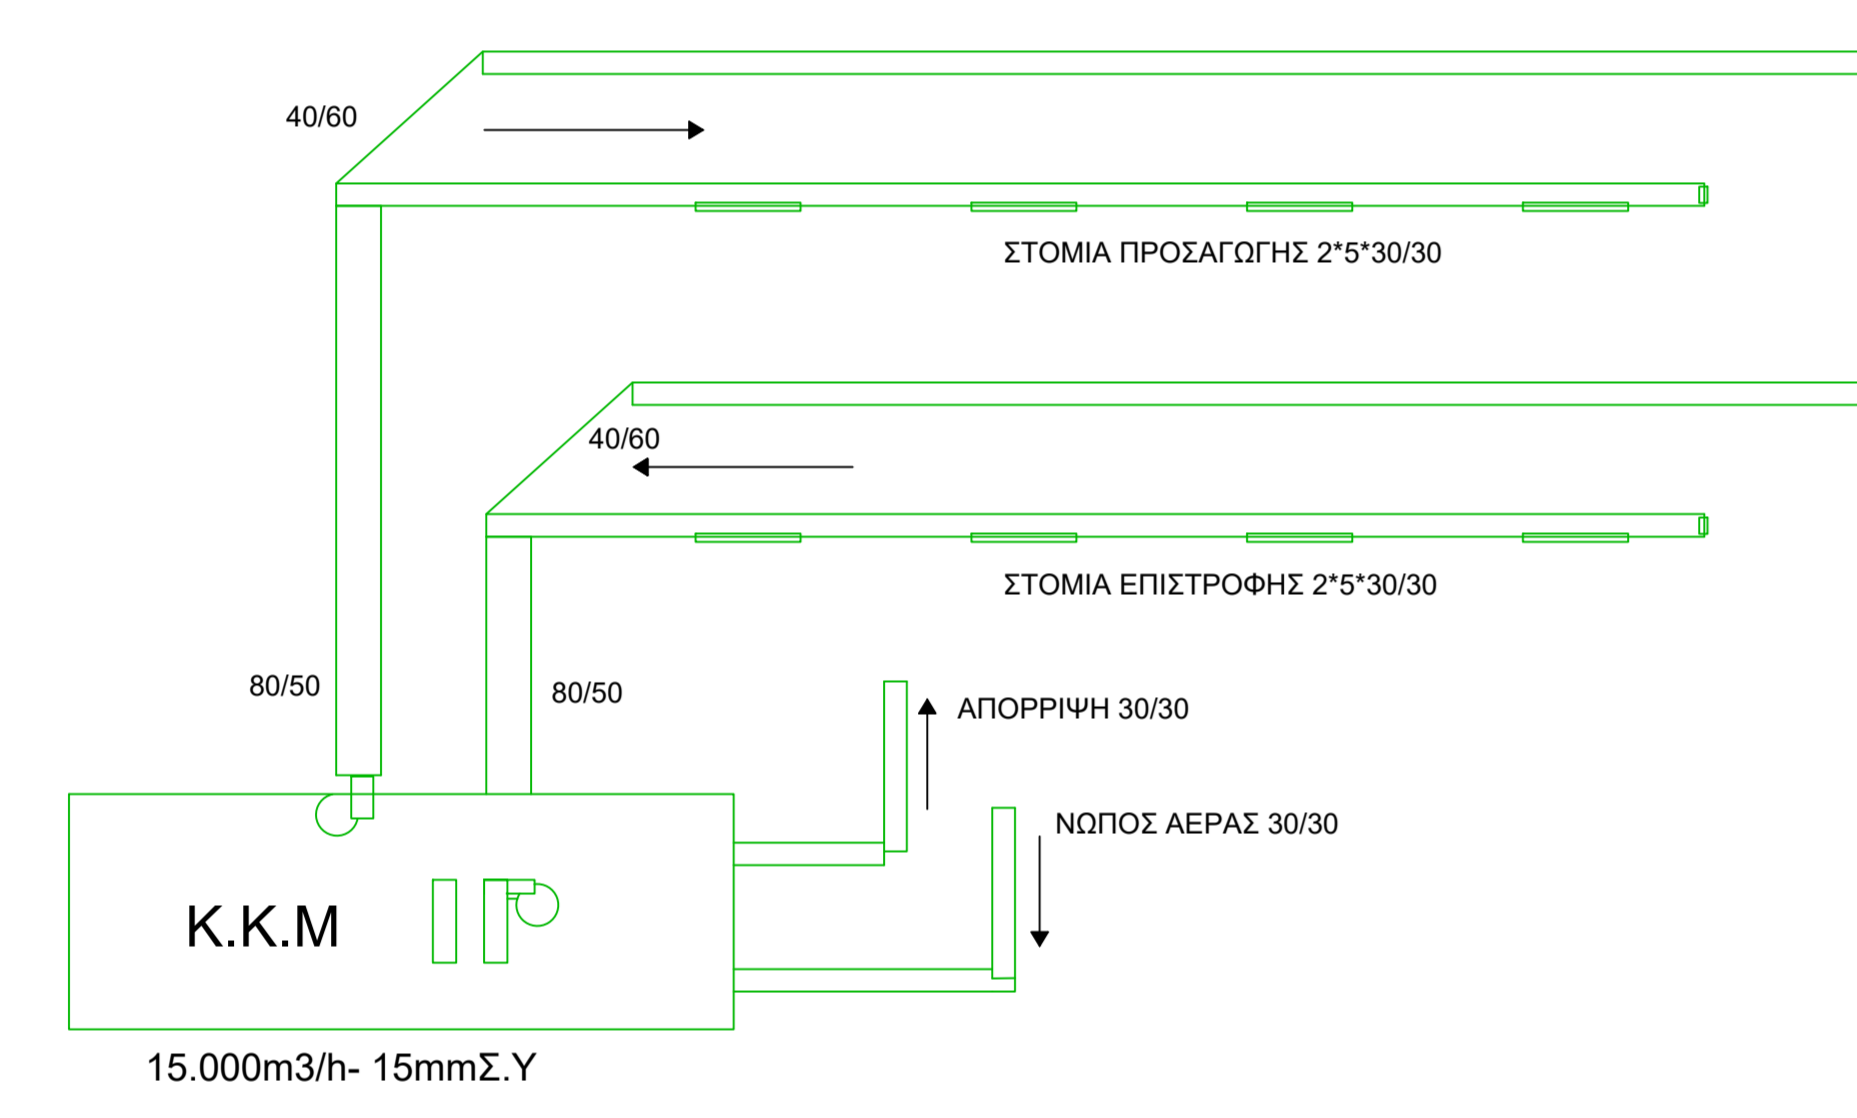 40/60
ΣΤΟΜΙΑ ΠΡΟΣΑΓΩΓΗΣ 2*5*30/30
40/60
ΣΤΟΜΙΑ ΕΠΙΣΤΡΟΦΗΣ 2*5*30/30
80/50
80/50
ΑΠΟΡΡΙΨΗ 30/30
ΝΩΠΟΣ ΑΕΡΑΣ 30/30
Κ.Κ.Μ
15.000m3/h- 15mmΣ.Υ